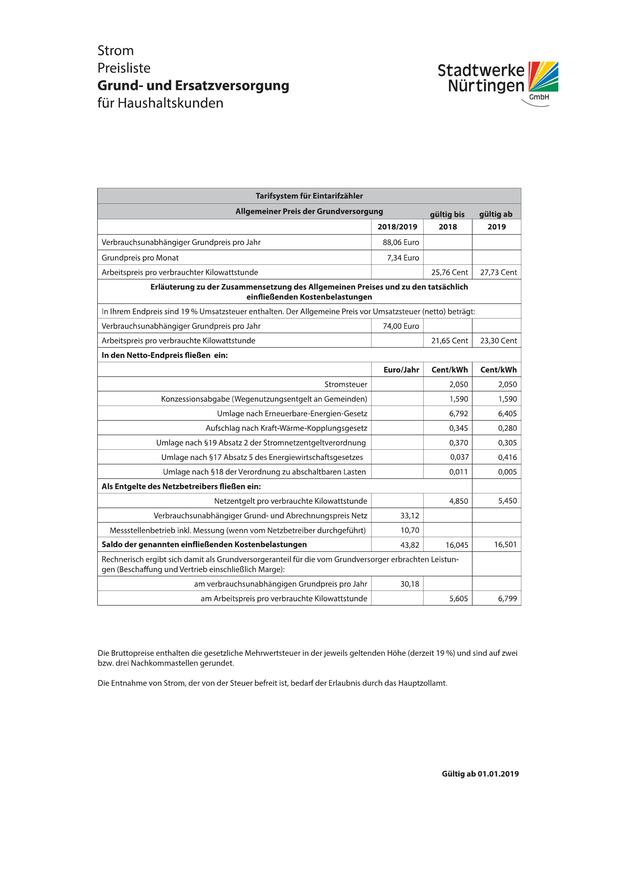 Strom
Preisliste
Grund- und Ersatzversorgung
für Haushaltskunden
Stadtwerke
Nürtingen
GmbH
Tarifsystem für Eintarifzähler
Allgemeiner Preis der Grundversorgung gültig bis gültig ab
2018/2019 2018 2019
Verbrauchsunabhängiger Grundpreis pro Jahr 88,06 Euro
Grundpreis pro Monat 7,34 Euro
Arbeitspreis pro verbrauchter Kilowattstunde 25,76 Cent 27,73 Cent
Erläuterung zu der Zusammensetzung des Allgemeinen Preises und zu den tatsächlich
einfließenden Kostenbelastungen
In Ihrem Endpreis sind 19 % Umsatzsteuer enthalten. Der Allgemeine Preis vor Umsatzsteuer (netto) beträgt:
Verbrauchsunabhängiger Grundpreis pro Jahr 74,00 Euro
Arbeitspreis pro verbrauchte Kilowattstunde 21,65 Cent 23,30 Cent
In den Netto-Endpreis fließen ein:
Euro/Jahr Cent/kWh Cent/kWh
Stromsteuer 2,050 2,050
Konzessionsabgabe (Wegenutzungsentgelt an Gemeinden) 1,590 1,590
Umlage nach Erneuerbare-Energien-Gesetz 6,792 6,405
Aufschlag nach Kraft-Wärme-Kopplungsgesetz 0,345 0,280
Umlage nach §19 Absatz 2 der Stromnetzentgeltverordnung 0,370 0,305
Umlage nach §17 Absatz 5 des Energiewirtschaftsgesetzes 0,037 0,416
Umlage nach §18 der Verordnung zu abschaltbaren Lasten 0,011 0,005
Als Entgelte des Netzbetreibers fließen ein:
Netzentgelt pro verbrauchte Kilowattstunde 4,850 5,450
Verbrauchsunabhängiger Grund- und Abrechnungspreis Netz 33,12
Messstellenbetrieb inkl. Messung (wenn vom Netzbetreiber durchgeführt) 10,70
Saldo der genannten einfließenden Kostenbelastungen 43,82 16,045 16,501
Rechnerisch ergibt sich damit als Grundversorgeranteil für die vom Grundversorger erbrachten Leistun-
gen (Beschaffung und Vertrieb einschließlich Marge):
am verbrauchsunabhängigen Grundpreis pro Jahr 30,18
am Arbeitspreis pro verbrauchte Kilowattstunde 5,605 6,799
Die Bruttopreise enthalten die gesetzliche Mehrwertsteuer in der jeweils geltenden Höhe (derzeit 19 %) und sind auf zwei
bzw. drei Nachkommastellen gerundet.
Die Entnahme von Strom, der von der Steuer befreit ist, bedarf der Erlaubnis durch das Hauptzollamt.
Gültig ab 01.01.2019